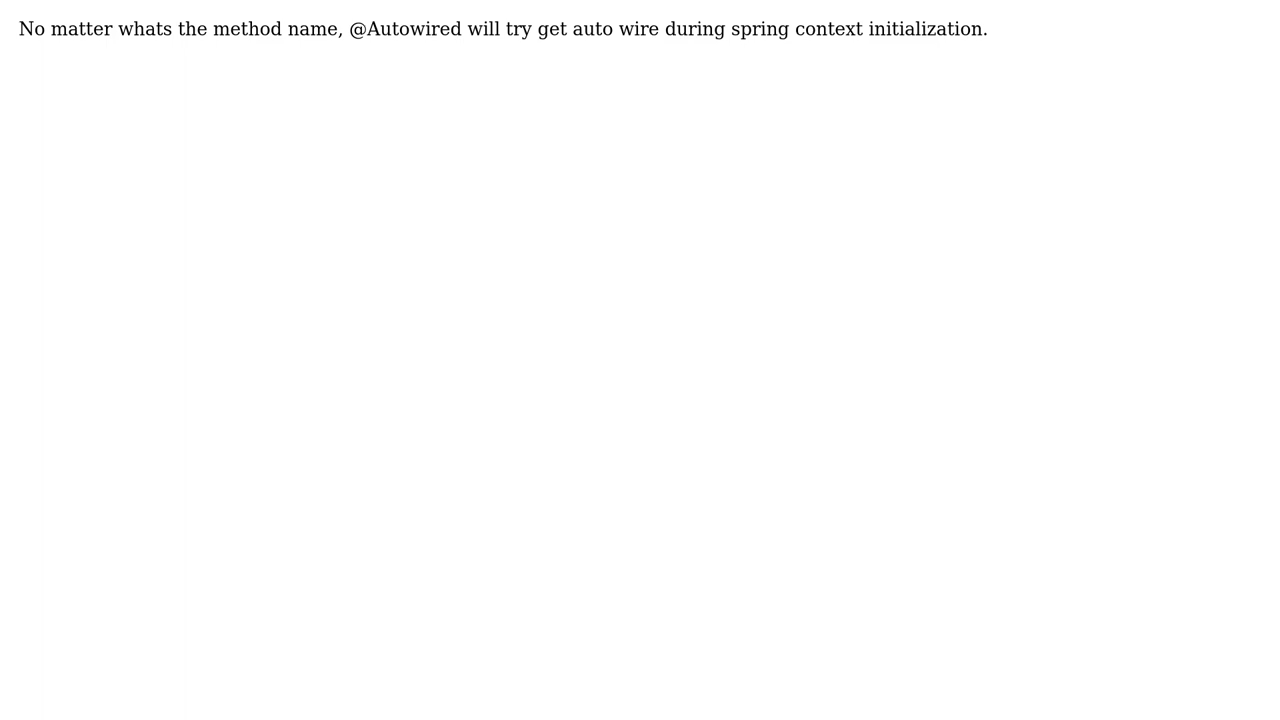 No matter whats the method name, @Autowired will try get auto wire during spring context initialization.